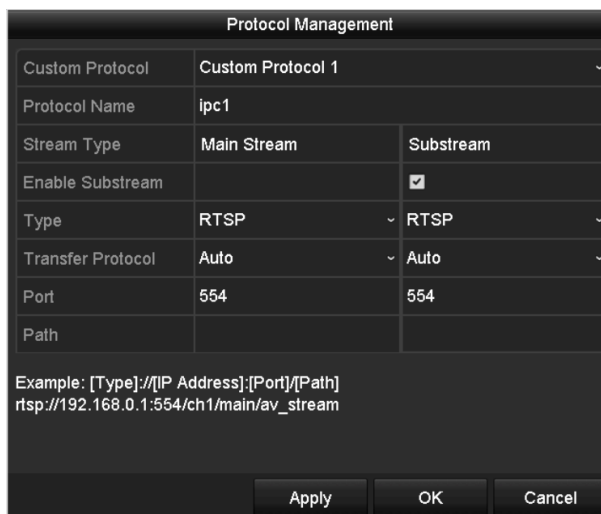 Protocol Management
Custom Protocol Custom Protocol 1
Protocol Name ipc1
Stream Type Main Stream Substream
Enable Substream
Type RTSP RTSP
Transfer Protocol Auto Auto
Port 554 554
Path
Example: [Type]://[IP Address]:[Port]/[Path]
rtsp://192.168.0.1:554/ch1/main/av_stream
Apply OK Cancel